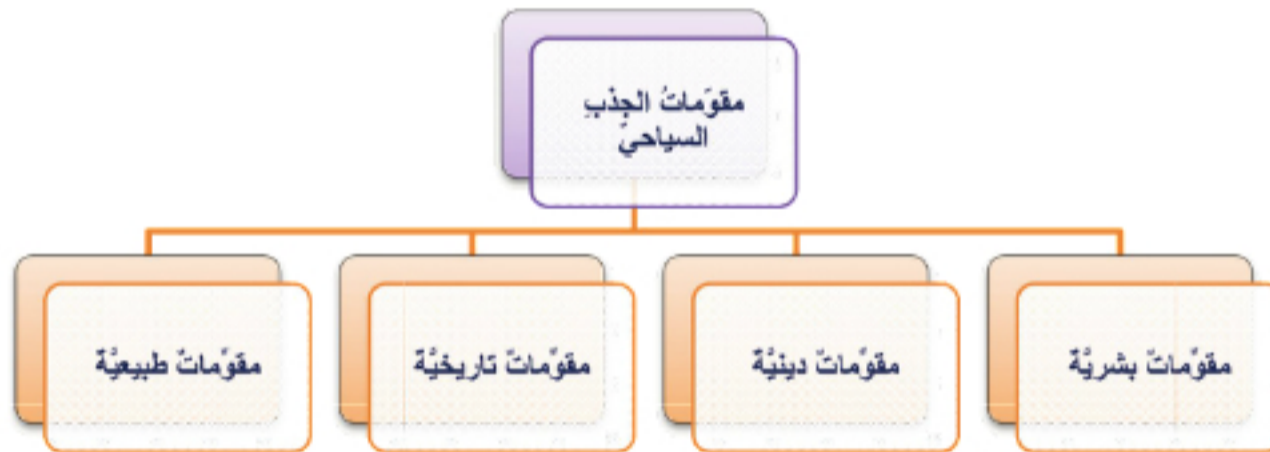 مقوّماتُ الجذبِ
السياحيّ
مقوّماتٌ بشريَّةٌ
مقوّماتٌ دينيَّةٌ
مقوّماتٌ تاريخيَّةٌ
مقوّماتٌ طبيعيَّةٌ